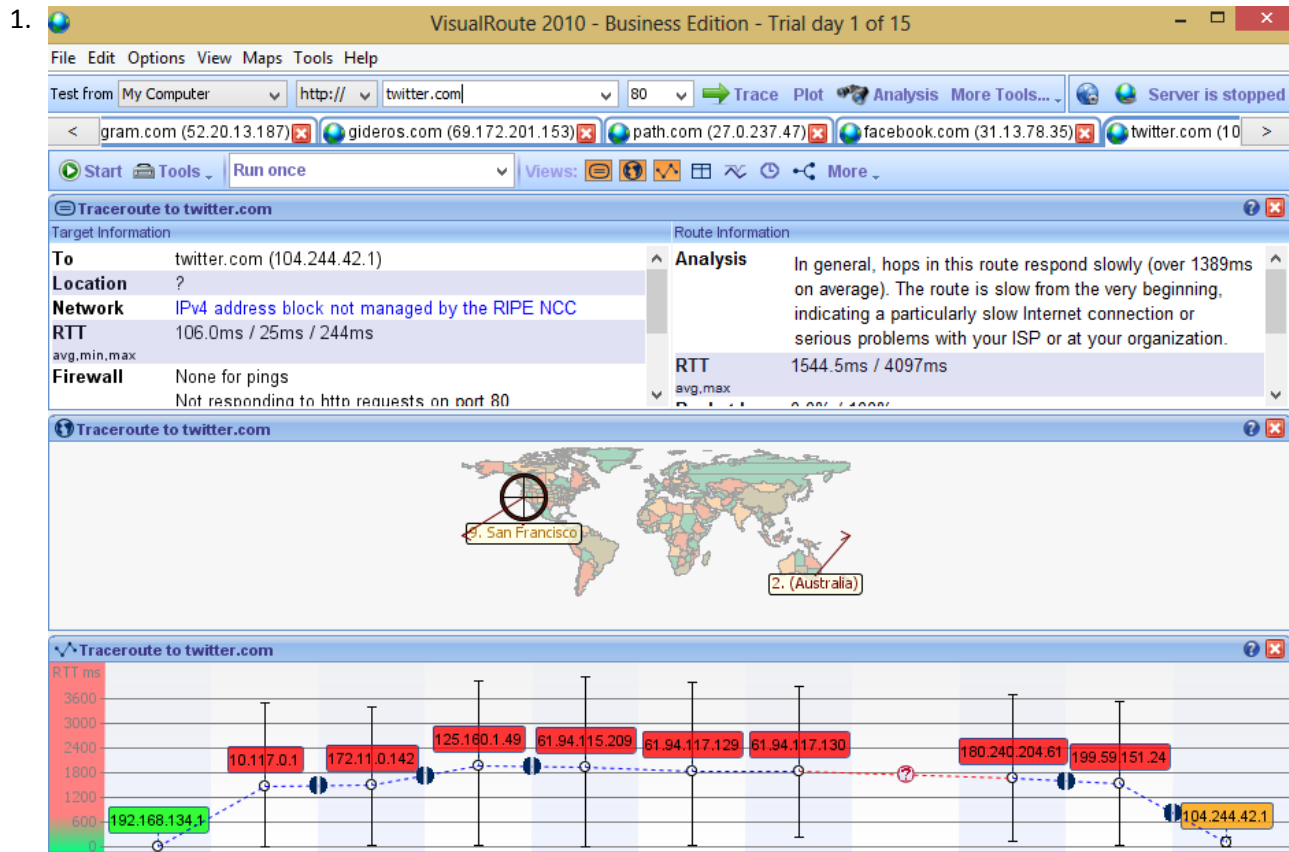 1.
VisualRoute 2010 - Business Edition - Trial day 1 of 15
File Edit Options View Maps Tools Help
Test from My Computer http:// twitter.com 80 Trace Plot Analysis More Tools... Server is stopped
< gram.com (52.20.13.187) gideros.com (69.172.201.153) path.com (27.0.237.47) facebook.com (31.13.78.35) twitter.com (10 >
Start Tools Run once Views: More
Traceroute to twitter.com
Target Information
To twitter.com (104.244.42.1)
Location ?
Network IPv4 address block not managed by the RIPE NCC
RTT 106.0ms / 25ms / 244ms
avg,min,max
Firewall None for pings
Not responding to http requests on port 80
Route Information
Analysis In general, hops in this route respond slowly (over 1389ms
on average). The route is slow from the very beginning,
indicating a particularly slow Internet connection or
serious problems with your ISP or at your organization.
RTT 1544.5ms / 4097ms
avg,max
Traceroute to twitter.com
9. San Francisco
2. (Australia)
Traceroute to twitter.com
RTT ms
3600
3000
2400
1800
1200
600
0
192.168.134.1
10.117.0.1
172.11.0.142
125.160.1.49
61.94.115.209
61.94.117.129
61.94.117.130
?
180.240.204.61
199.59.151.24
104.244.42.1